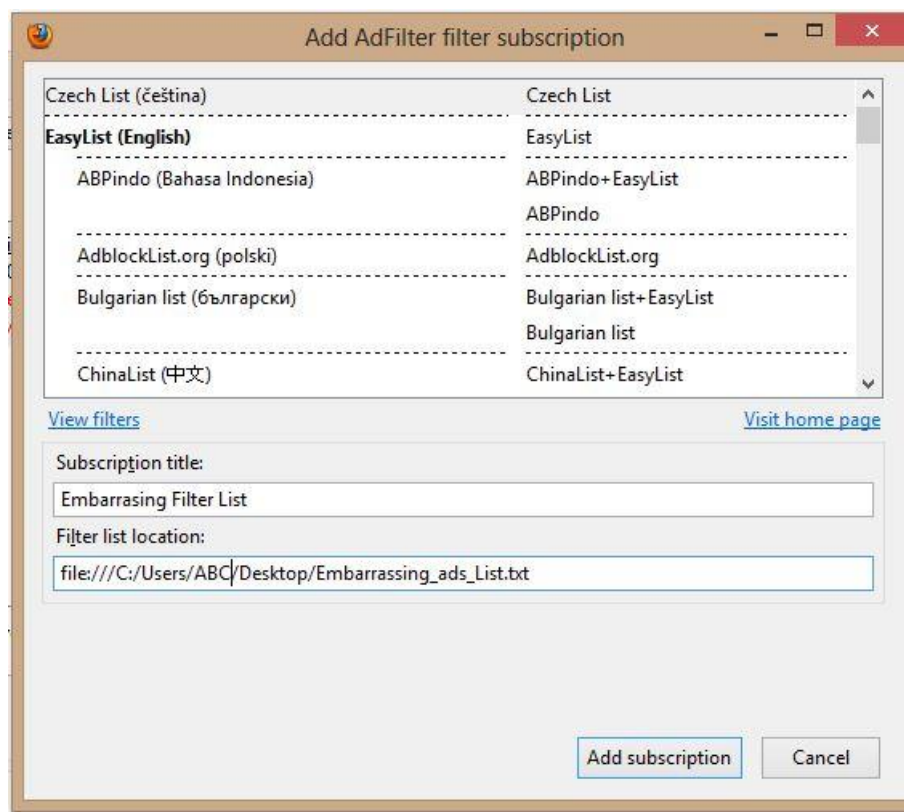 Add AdFilter filter subscription
Czech List (čeština) Czech List
EasyList (English) EasyList
ABPindo (Bahasa Indonesia) ABPindo+EasyList
ABPindo
AdblockList.org (polski) AdblockList.org
Bulgarian list (български) Bulgarian list+EasyList
Bulgarian list
ChinaList (中文) ChinaList+EasyList
View filters Visit home page
Subscription title:
Embarrasing Filter List
Filter list location:
file:///C:/Users/ABC/Desktop/Embarrassing_ads_List.txt
Add subscription Cancel